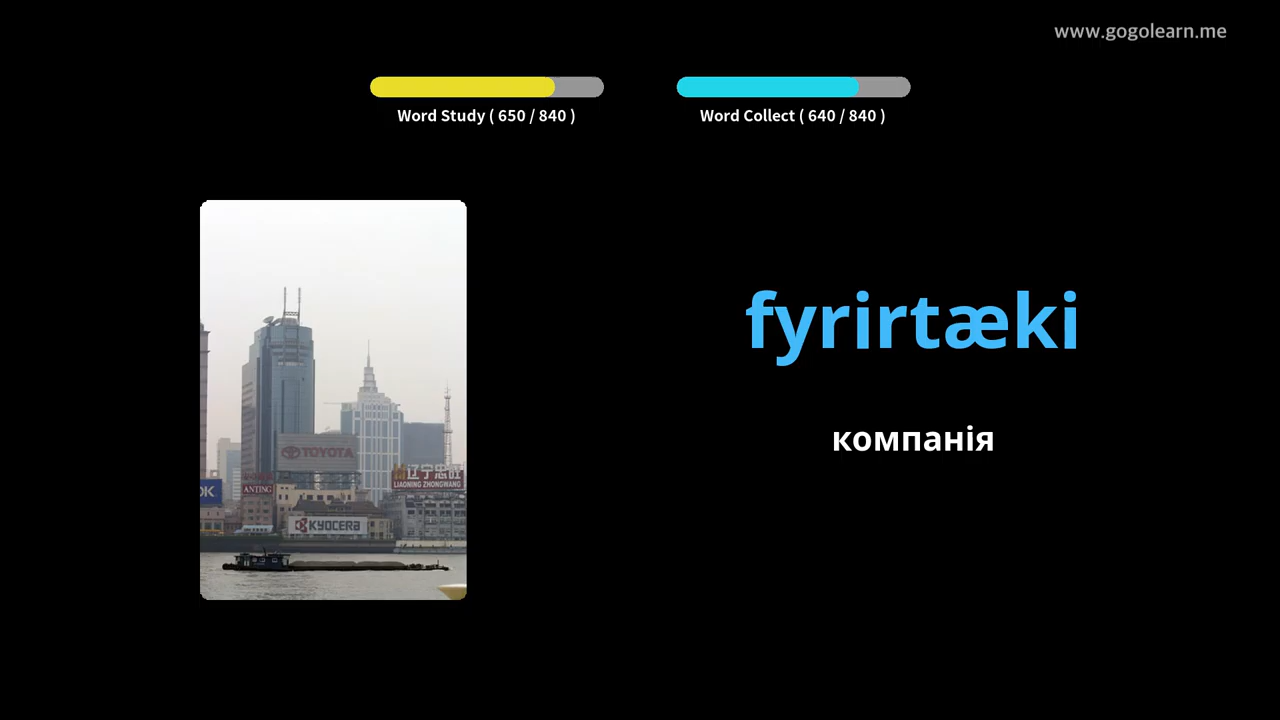 www.gogolearn.me
Word Study ( 650 / 840 )
Word Collect ( 640 / 840 )
fyrirtæki
компанія
TOYOTA
辽宁忠旺
LIAONING ZHONGWANG
OK
ANTING
KYOCERA